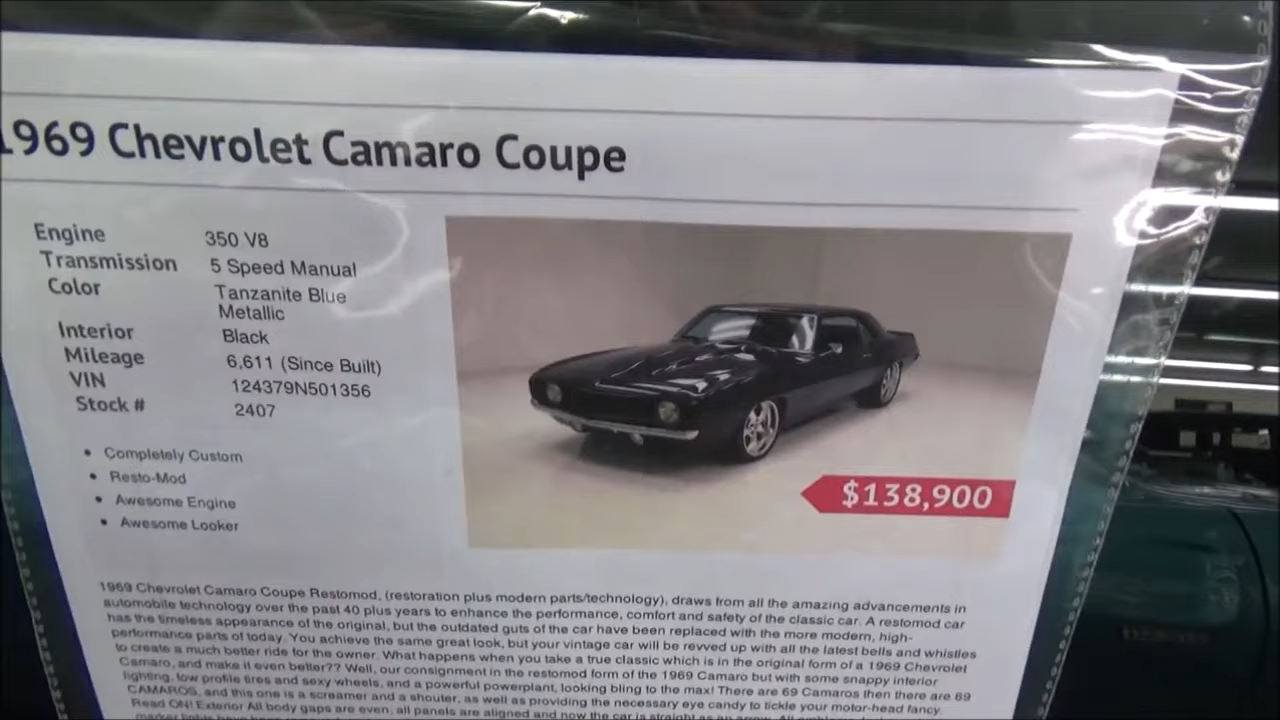 1969 Chevrolet Camaro Coupe
Engine 350 V8
Transmission 5 Speed Manual
Color Tanzanite Blue
Metallic
Interior Black
Mileage 6,611 (Since Built)
VIN 124379N501356
Stock # 2407
• Completely Custom
• Resto-Mod
• Awesome Engine
• Awesome Looker
$138,900
1969 Chevrolet Camaro Coupe Restomod, (restoration plus modern parts/technology), draws from all the amazing advancements in
automobile technology over the past 40 plus years to enhance the performance, comfort and safety of the classic car. A restomod car
has the timeless appearance of the original, but the outdated guts of the car have been replaced with the more modern, high-
performance parts of today. You achieve the same great look, but your vintage car will be revved up with all the latest bells and whistles
to create a much better ride for the owner. What happens when you take a true classic which is in the original form of a 1969 Chevrolet
Camaro, and make it even better?? Well, our consignment in the restomod form of the 1969 Camaro but with some snappy interior
lighting, low profile tires and sexy wheels, and a powerful powerplant, looking bling to the max! There are 69 Camaros then there are 69
CAMAROS, and this one is a screamer and a shouter, as well as providing the necessary eye candy to tickle your motor-head fancy.
Read ON! Exterior All body gaps are even, all panels are aligned and now the car is straight as an arrow. All